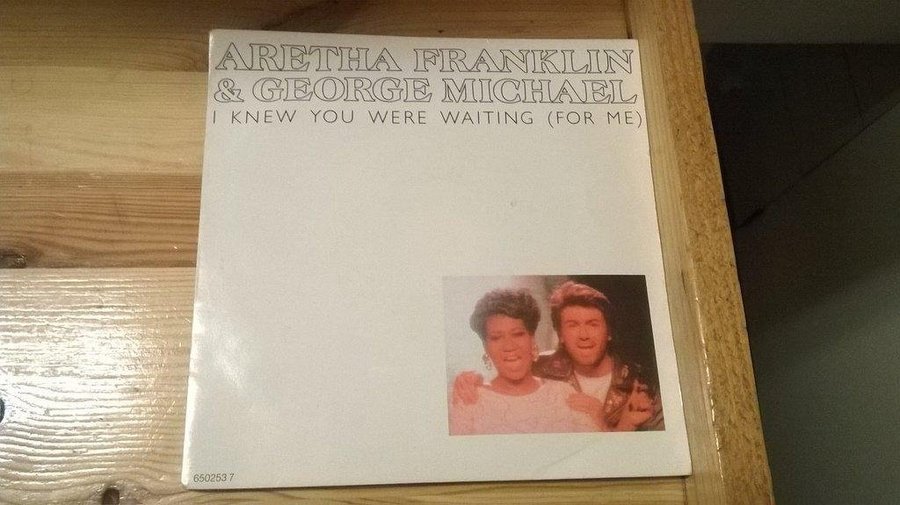 ARETHA FRANKLIN
& GEORGE MICHAEL
I KNEW YOU WERE WAITING (FOR ME)
650253 7